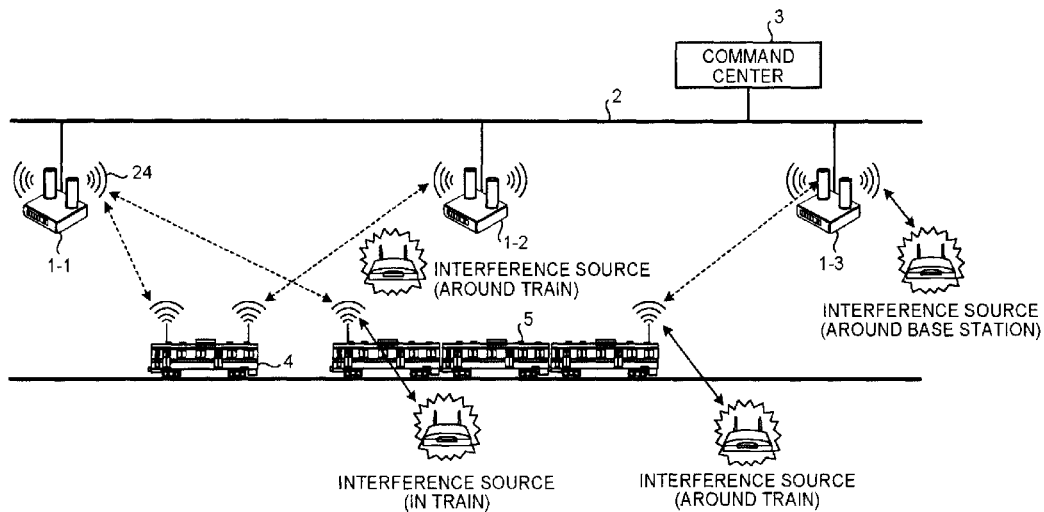 3
COMMAND
CENTER
2
24
1-1
1-2
1-3
INTERFERENCE SOURCE
(AROUND TRAIN)
INTERFERENCE SOURCE
(AROUND BASE STATION)
5
4
INTERFERENCE SOURCE
(IN TRAIN)
INTERFERENCE SOURCE
(AROUND TRAIN)